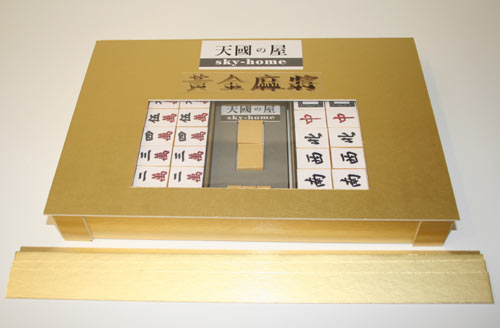 天國の屋
sky-home
黃金麻將
天國の屋
sky-home
伍萬 伍萬 中 中
四萬 四萬 北 北
三萬 三萬 西 西
二萬 二萬 南 南